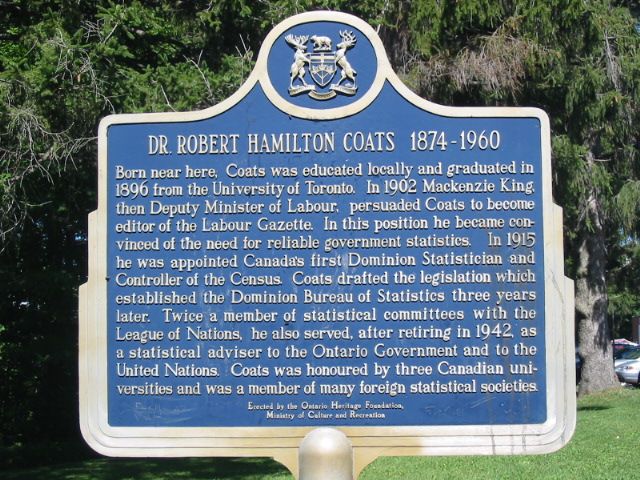 DR. ROBERT HAMILTON COATS 1874-1960
Born near here, Coats was educated locally and graduated in
1896 from the University of Toronto. In 1902 Mackenzie King,
then Deputy Minister of Labour, persuaded Coats to become
editor of the Labour Gazette. In this position he became con-
vinced of the need for reliable government statistics. In 1915
he was appointed Canada's first Dominion Statistician and
Controller of the Census. Coats drafted the legislation which
established the Dominion Bureau of Statistics three years
later. Twice a member of statistical committees with the
League of Nations, he also served, after retiring in 1942, as
a statistical adviser to the Ontario Government and to the
United Nations. Coats was honoured by three Canadian uni-
versities and was a member of many foreign statistical societies.
Erected by the Ontario Heritage Foundation,
Ministry of Culture and Recreation